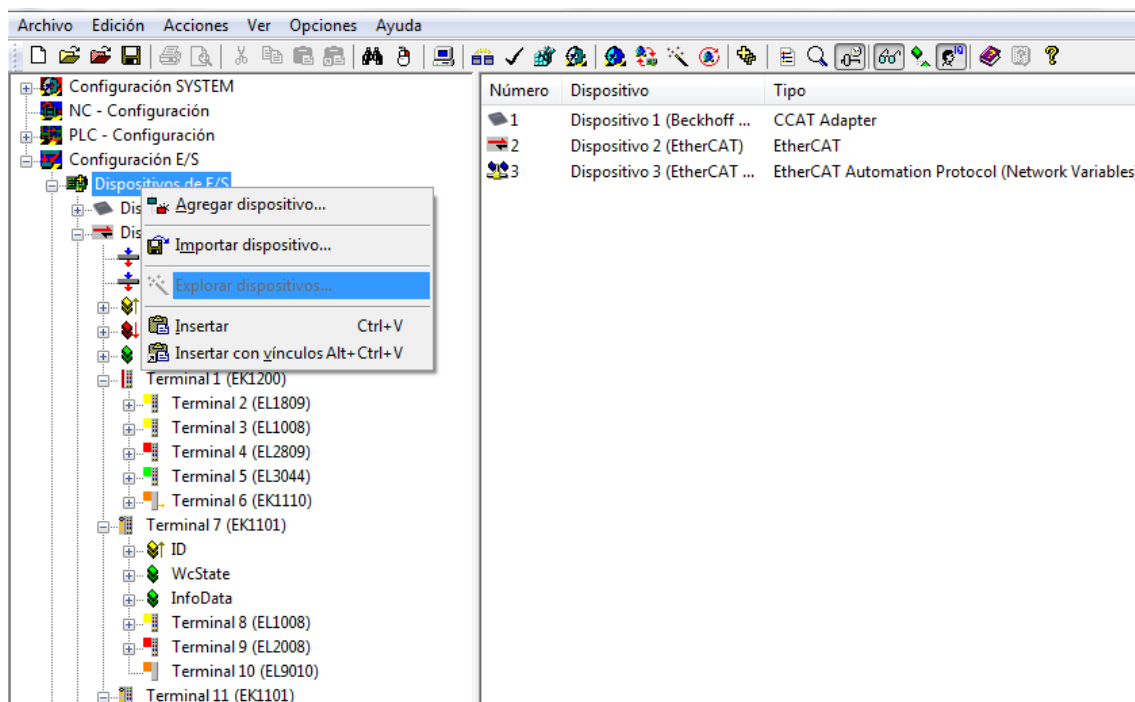 Archivo Edición Acciones Ver Opciones Ayuda
Configuración SYSTEM
NC - Configuración
PLC - Configuración
Configuración E/S
Dispositivos de E/S
Dis
Dis
Agregar dispositivo...
Importar dispositivo...
Explorar dispositivos...
Insertar Ctrl+V
Insertar con vínculos Alt+Ctrl+V
Terminal 1 (EK1200)
Terminal 2 (EL1809)
Terminal 3 (EL1008)
Terminal 4 (EL2809)
Terminal 5 (EL3044)
Terminal 6 (EK1110)
Terminal 7 (EK1101)
ID
WcState
InfoData
Terminal 8 (EL1008)
Terminal 9 (EL2008)
Terminal 10 (EL9010)
Terminal 11 (EK1101)
Número Dispositivo Tipo
1 Dispositivo 1 (Beckhoff ... CCAT Adapter
2 Dispositivo 2 (EtherCAT) EtherCAT
3 Dispositivo 3 (EtherCAT ... EtherCAT Automation Protocol (Network Variables)